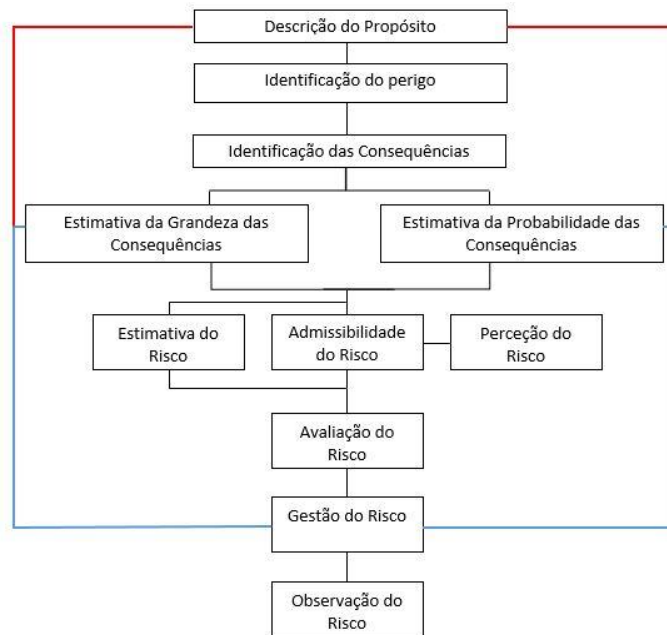 Descrição do Propósito
Identificação do perigo
Identificação das Consequências
Estimativa da Grandeza das
Consequências
Estimativa da Probabilidade das
Consequências
Estimativa do
Risco
Admissibilidade
do Risco
Perceção do
Risco
Avaliação do
Risco
Gestão do Risco
Observação do
Risco